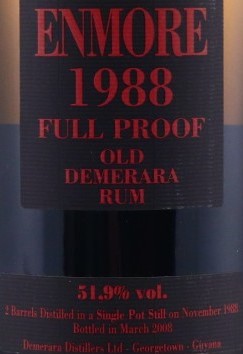 ENMORE
1988
FULL PROOF
OLD
DEMERARA
RUM
51.9% vol.
2 Barrels Distilled in a Single Pot Still on November 1988
Bottled in March 2008
Demerara Distillers Ltd - Georgetown - Guyana